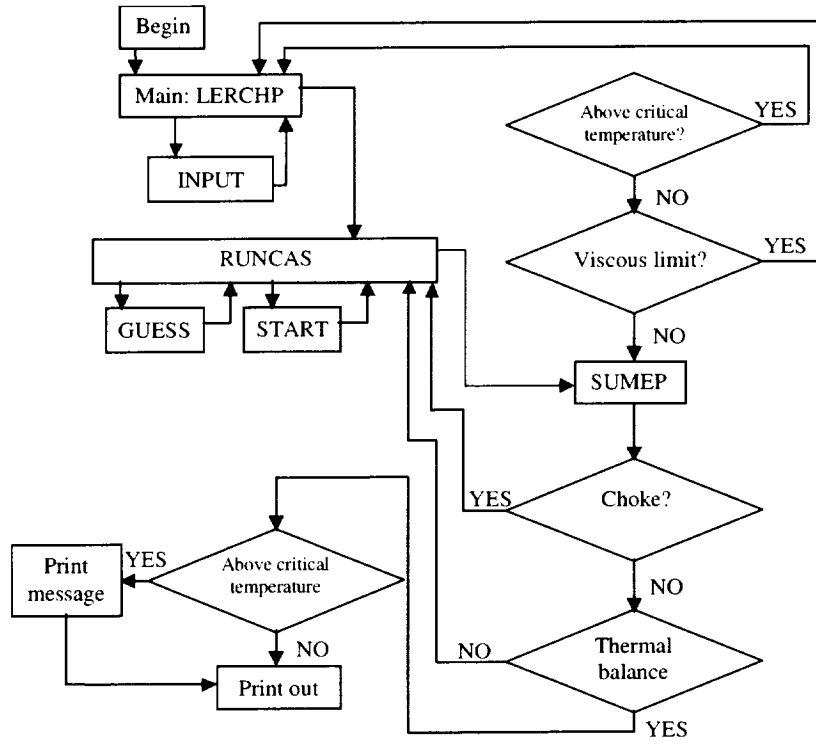 Begin
Main: LERCHP
INPUT
Above critical
temperature?
YES
NO
RUNCAS
Viscous limit?
YES
GUESS
START
NO
SUMEP
Choke?
YES
NO
Above critical
temperature
YES
Print
message
NO
Print out
Thermal
balance
NO
YES